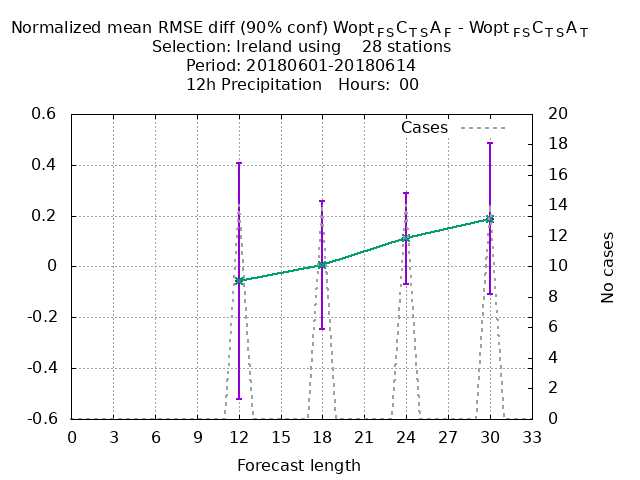 Normalized mean RMSE diff (90% conf) Wopt FS C TS A F - Wopt FS C TS A T
Selection: Ireland using 28 stations
Period: 20180601-20180614
12h Precipitation Hours: 00
Cases
0.6
0.4
0.2
0
-0.2
-0.4
-0.6
20
18
16
14
12
10
8
6
4
2
0
No cases
0 3 6 9 12 15 18 21 24 27 30 33
Forecast length